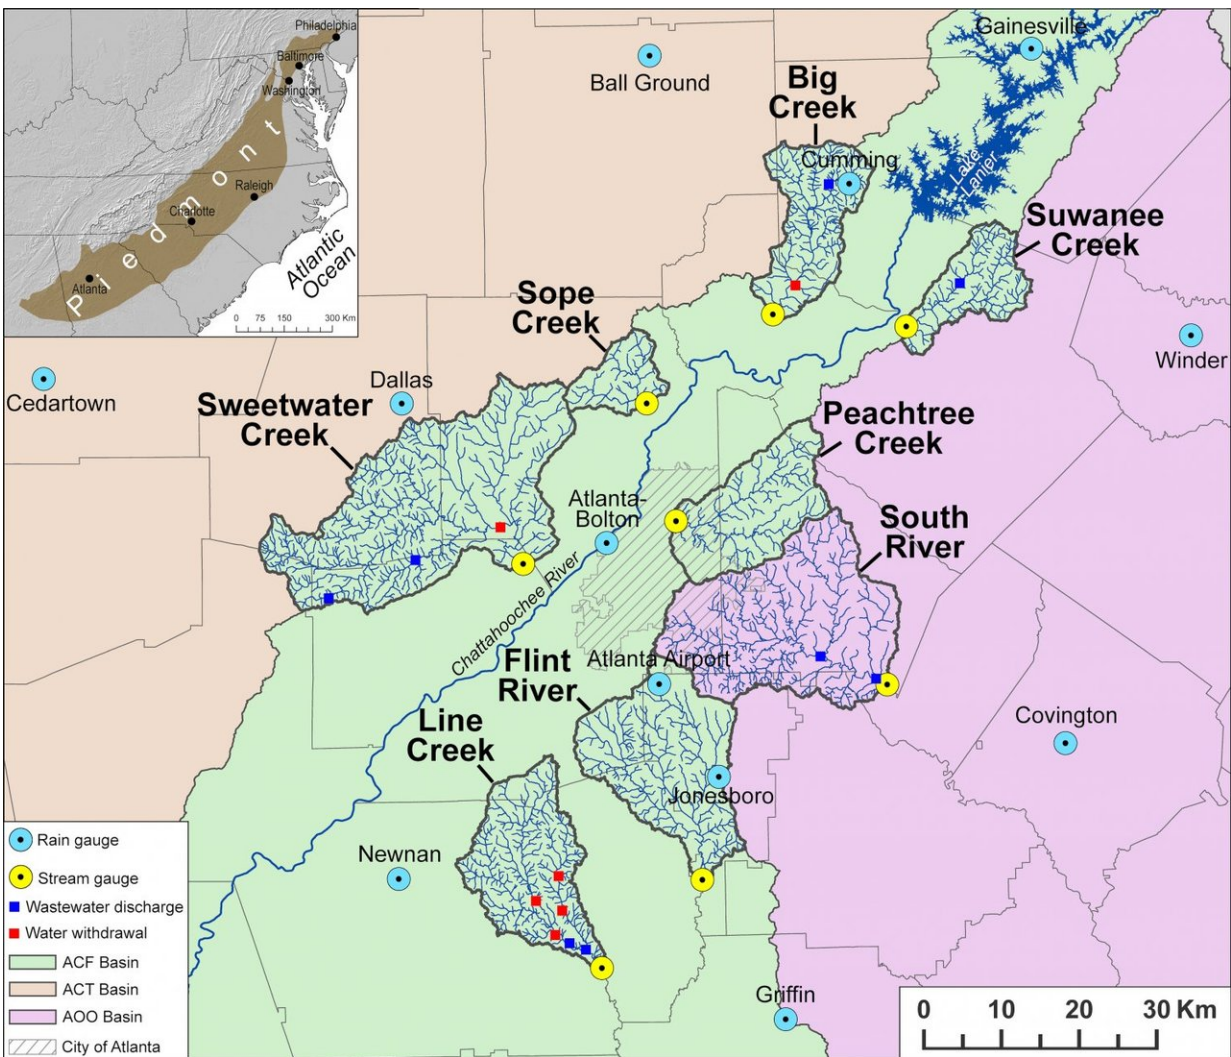 Philadelphia
Baltimore
Washington
Raleigh
Charlotte
Atlanta
Piedmont
Atlantic
Ocean
0 75 150 300 Km
Gainesville
Ball Ground
Big
Creek
Cumming
Lake
Lanier
Suwanee
Creek
Sope
Creek
Winder
Cedartown
Dallas
Sweetwater
Creek
Peachtree
Creek
Atlanta-
Bolton
South
River
Chattahoochee River
Flint
River
Atlanta Airport
Line
Creek
Covington
Jonesboro
Newnan
Griffin
Rain gauge
Stream gauge
Wastewater discharge
Water withdrawal
ACF Basin
ACT Basin
AOO Basin
City of Atlanta
0 10 20 30 Km